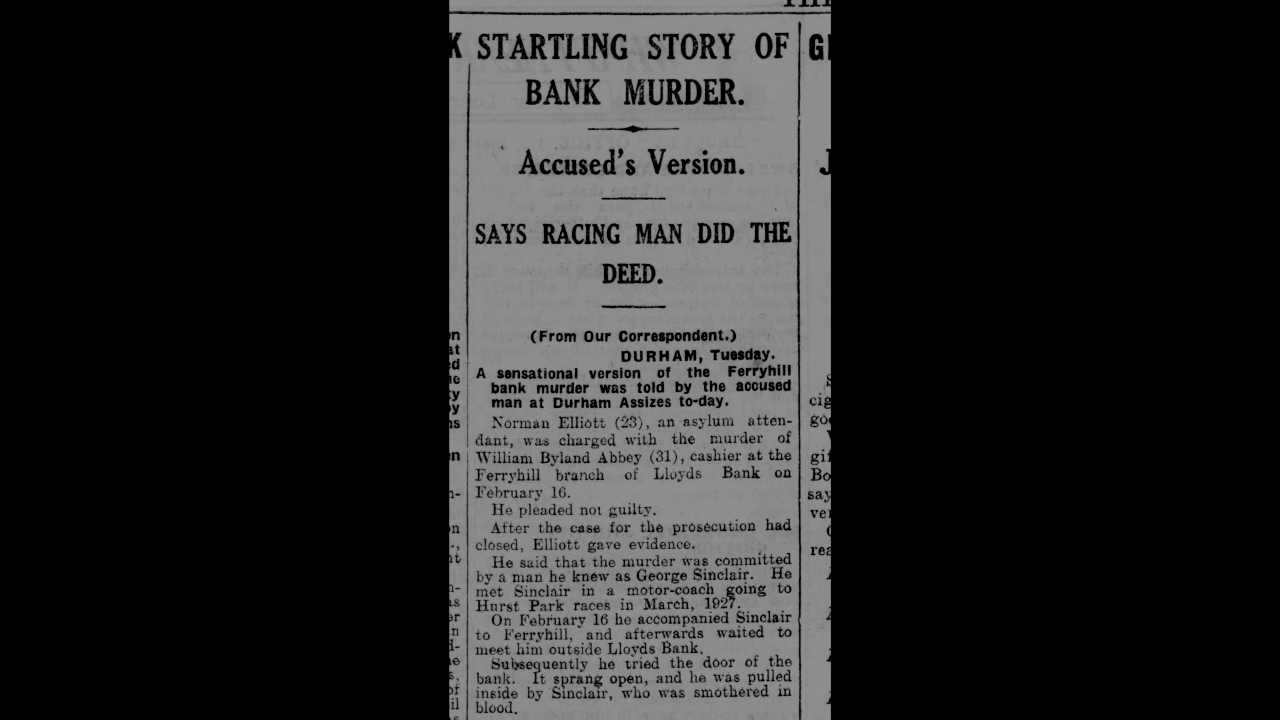 STARTLING STORY OF
BANK MURDER.
Accused's Version.
SAYS RACING MAN DID THE
DEED.
(From Our Correspondent.)
DURHAM, Tuesday.
A sensational version of the Ferryhill
bank murder was told by the accused
man at Durham Assizes to-day.
Norman Elliott (23), an asylum atten-
dant, was charged with the murder of
William Byland Abbey (31), cashier at the
Ferryhill branch of Lloyds Bank on
February 16.
He pleaded not guilty.
After the case for the prosecution had
closed, Elliott gave evidence.
He said that the murder was committed
by a man he knew as George Sinclair. He
met Sinclair in a motor-coach going to
Hurst Park races in March, 1927.
On February 16 he accompanied Sinclair
to Ferryhill, and afterwards waited to
meet him outside Lloyds Bank.
Subsequently he tried the door of the
bank. It sprang open, and he was pulled
inside by Sinclair, who was smothered in
blood.